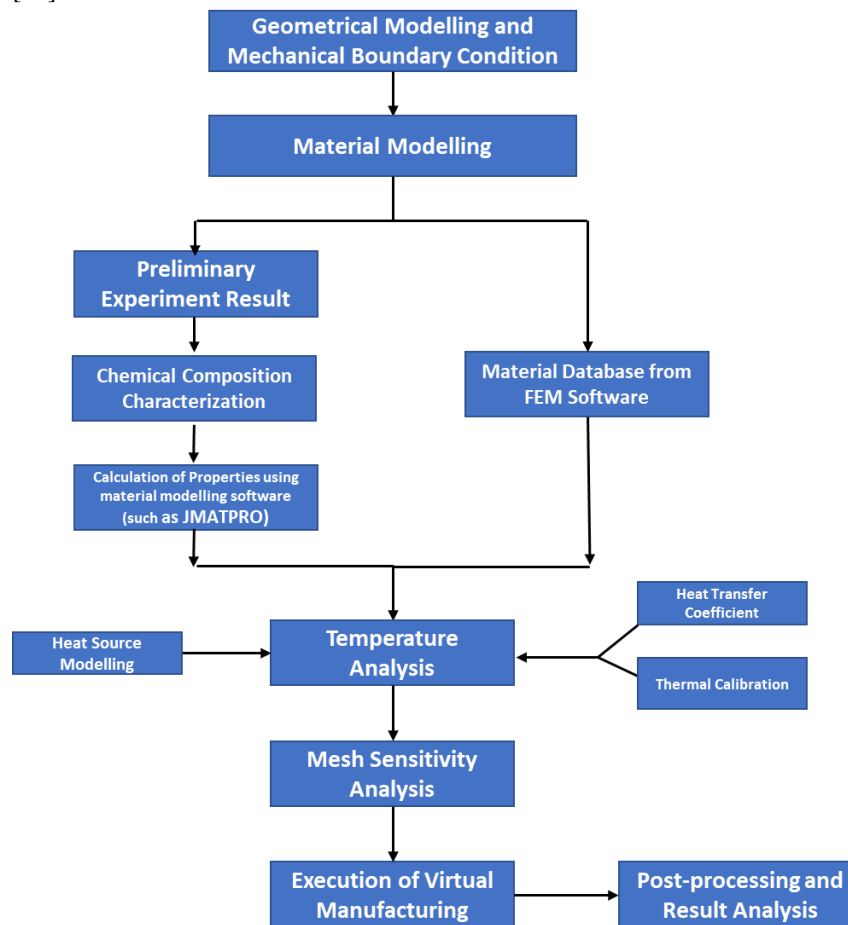 Geometrical Modelling and
Mechanical Boundary Condition
Material Modelling
Preliminary
Experiment Result
Chemical Composition
Characterization
Material Database from
FEM Software
Calculation of Properties using
material modelling software
(such as JMATPRO)
Heat Transfer
Coefficient
Heat Source
Modelling
Temperature
Analysis
Thermal Calibration
Mesh Sensitivity
Analysis
Execution of Virtual
Manufacturing
Post-processing and
Result Analysis